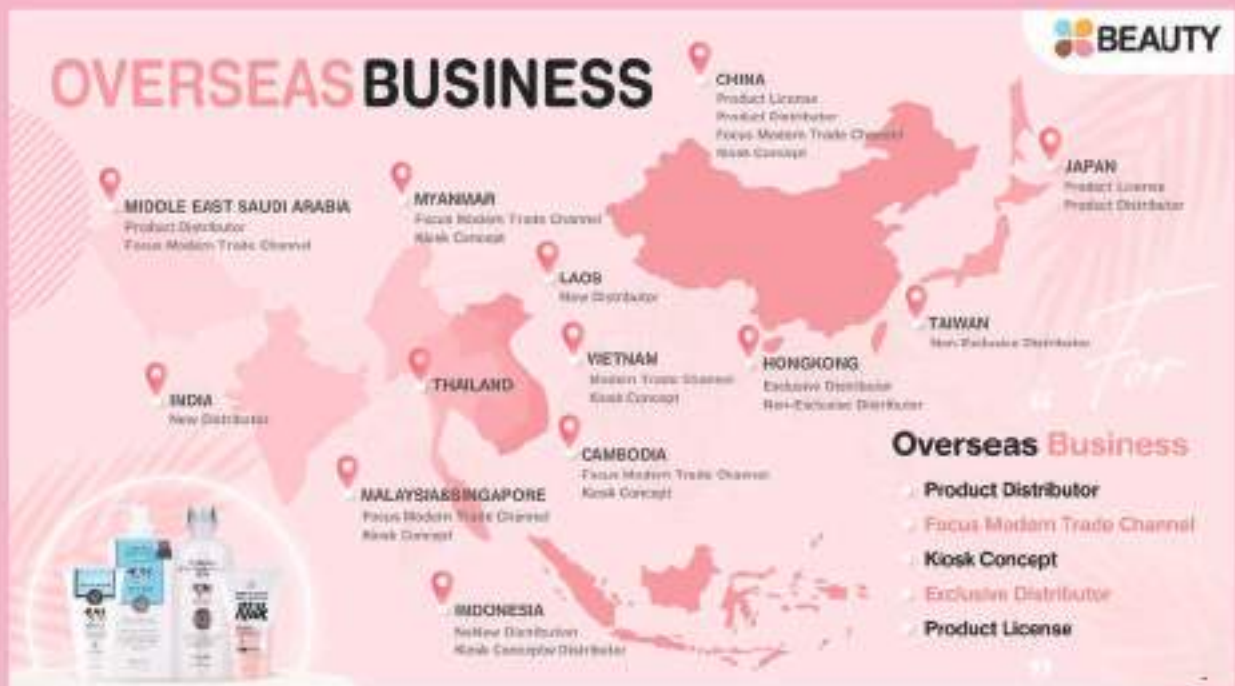 BEAUTY
OVERSEAS BUSINESS
CHINA
Product License
Product Distributor
Focus Modern Trade Channel
Kiosk Concept
JAPAN
Product License
Product Distributor
MIDDLE EAST SAUDI ARABIA
Product Distributor
Focus Modern Trade Channel
MYANMAR
Focus Modern Trade Channel
Kiosk Concept
LAOS
New Distributor
TAIWAN
Non-Exclusive Distributor
VIETNAM
Modern Trade Channel
Kiosk Concept
HONGKONG
Exclusive Distributor
Non-Exclusive Distributor
THAILAND
INDIA
New Distributor
CAMBODIA
Focus Modern Trade Channel
Kiosk Concept
MALAYSIA&SINGAPORE
Focus Modern Trade Channel
Kiosk Concept
INDONESIA
Kiosk Distributor
For
Overseas Business
Product Distributor
Focus Modern Trade Channel
Kiosk Concept
Exclusive Distributor
Product License